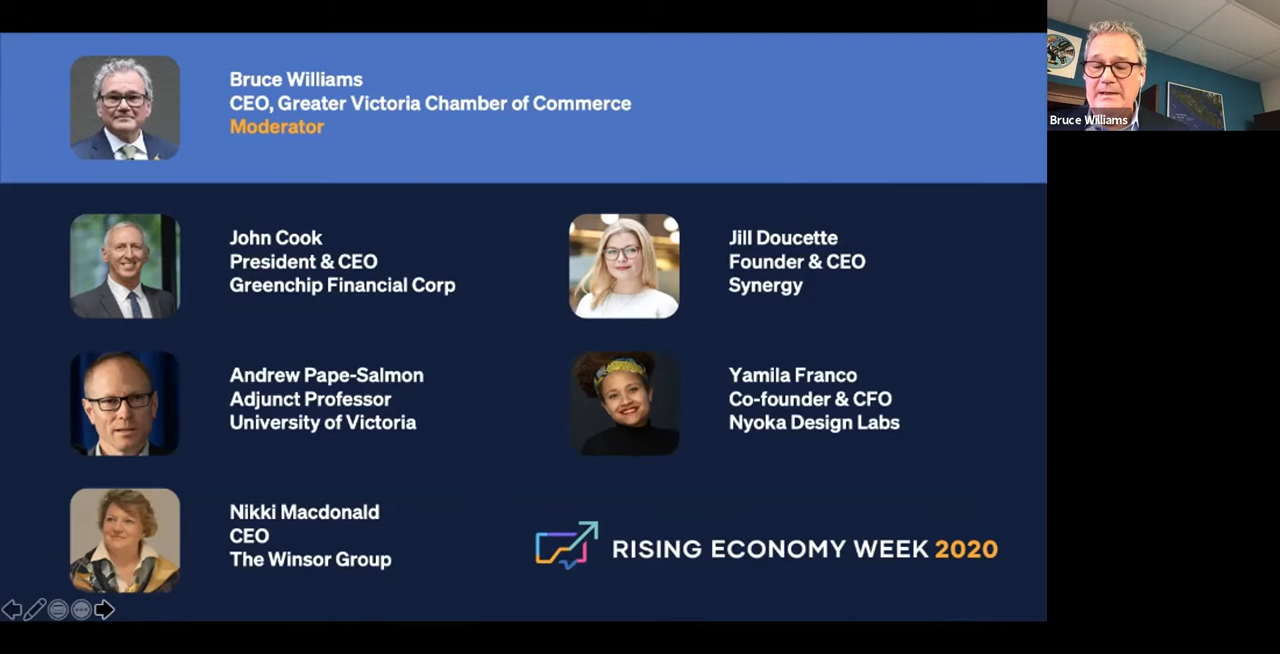 Bruce Williams
CEO, Greater Victoria Chamber of Commerce
Moderator
Bruce Williams
John Cook
President & CEO
Greenchip Financial Corp
Jill Doucette
Founder & CEO
Synergy
Andrew Pape-Salmon
Adjunct Professor
University of Victoria
Yamila Franco
Co-founder & CFO
Nyoka Design Labs
Nikki Macdonald
CEO
The Winsor Group
RISING ECONOMY WEEK 2020